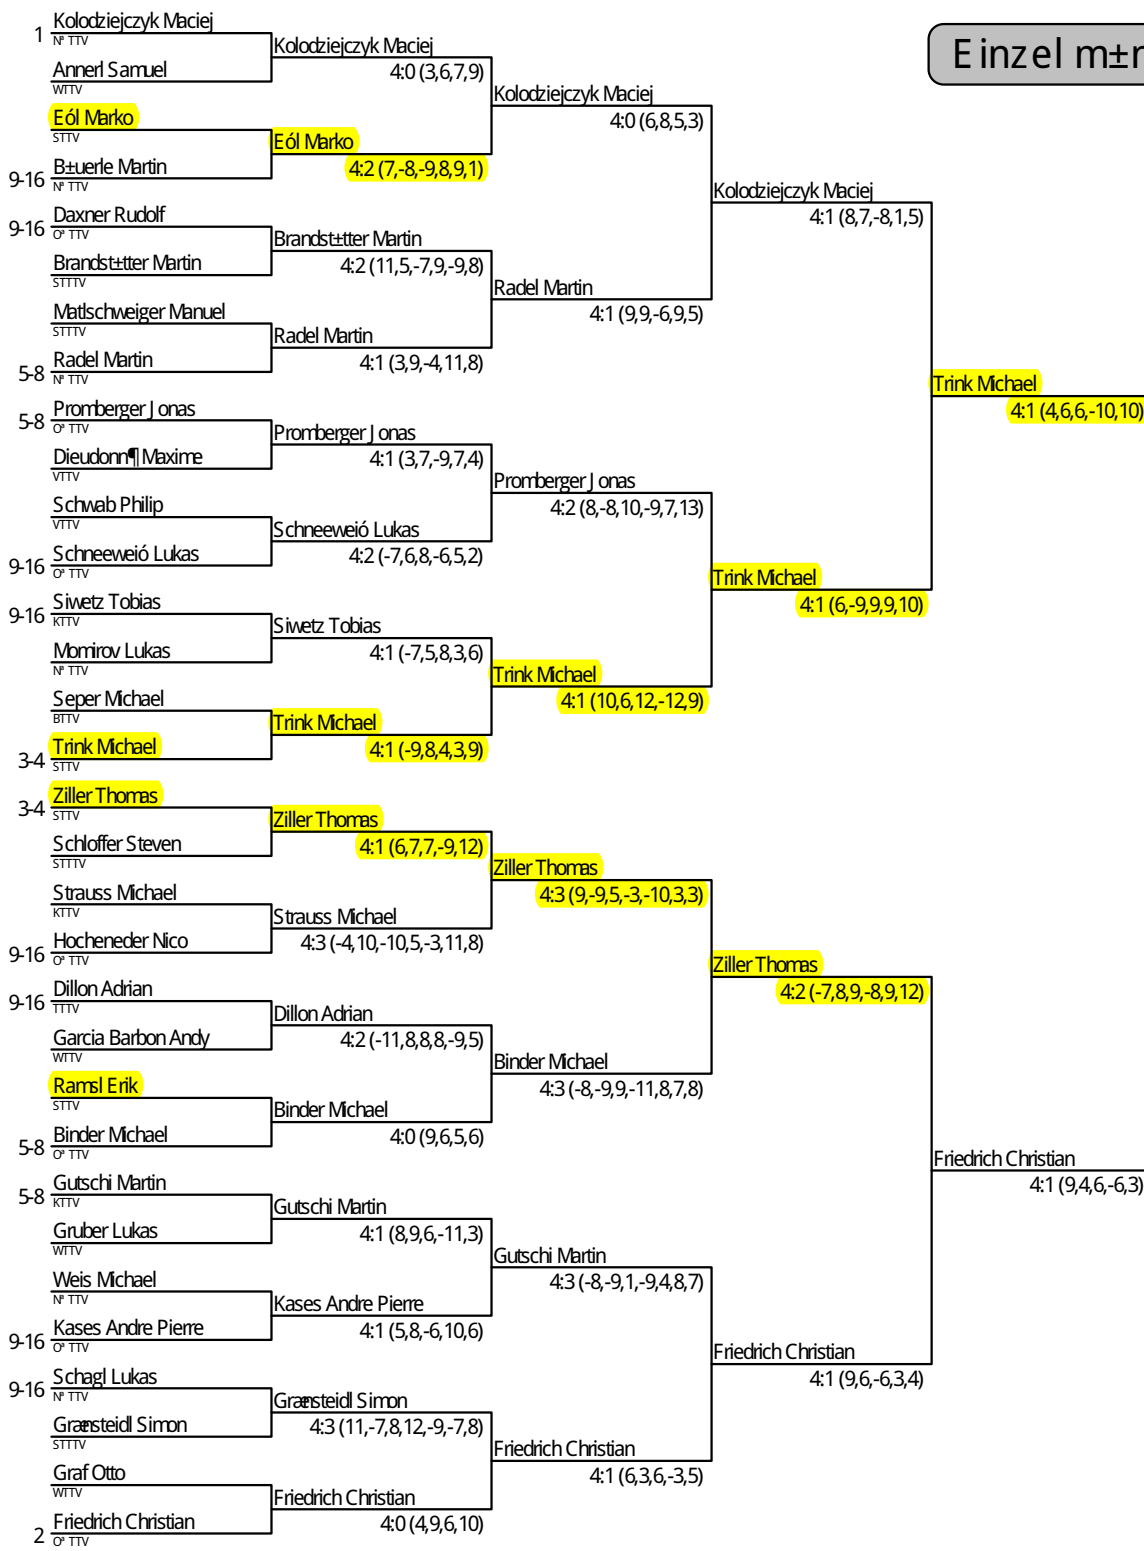 Einzel m±n
1 Kolodziejczyk Maciej
Nª TTV
Annerl Samuel
WTTV
Eól Marko
STTV
9-16 B±uerle Martin
Nª TTV
9-16 Daxner Rudolf
Oª TTV
Brandst±tter Martin
STTTV
Matlschweiger Manuel
STTTV
5-8 Radel Martin
Nª TTV
5-8 Promberger Jonas
Oª TTV
Dieudonn¶ Maxime
VTTV
Schwab Philip
VTTV
9-16 Schneeweió Lukas
Oª TTV
9-16 Siwetz Tobias
KTTV
Momirov Lukas
Nª TTV
Seper Michael
BTTV
3-4 Trink Michael
STTV
3-4 Ziller Thomas
STTV
Schloffer Steven
STTTV
Strauss Michael
KTTV
9-16 Hocheneder Nico
Oª TTV
9-16 Dillon Adrian
TTTV
Garcia Barbon Andy
WTTV
Ramsl Erik
STTV
5-8 Binder Michael
Oª TTV
5-8 Gutschi Martin
KTTV
Gruber Lukas
WTTV
Weis Michael
Nª TTV
9-16 Kases Andre Pierre
Oª TTV
9-16 Schagl Lukas
Nª TTV
Grænsteidl Simon
STTTV
Graf Otto
WTTV
2 Friedrich Christian
Oª TTV
Kolodziejczyk Maciej
4:0 (3,6,7,9)
Eól Marko
4:2 (7,-8,-9,8,9,1)
Brandst±tter Martin
4:2 (11,5,-7,9,-9,8)
Radel Martin
4:1 (3,9,-4,11,8)
Promberger Jonas
4:1 (3,7,-9,7,4)
Schneeweió Lukas
4:2 (-7,6,8,-6,5,2)
Siwetz Tobias
4:1 (-7,5,8,3,6)
Trink Michael
4:1 (-9,8,4,3,9)
Ziller Thomas
4:1 (6,7,7,-9,12)
Strauss Michael
4:3 (-4,10,-10,5,-3,11,8)
Dillon Adrian
4:2 (-11,8,8,8,-9,5)
Binder Michael
4:0 (9,6,5,6)
Gutschi Martin
4:1 (8,9,6,-11,3)
Kases Andre Pierre
4:1 (5,8,-6,10,6)
Grænsteidl Simon
4:3 (11,-7,8,12,-9,-7,8)
Friedrich Christian
4:0 (4,9,6,10)
Kolodziejczyk Maciej
4:0 (6,8,5,3)
Radel Martin
4:1 (9,9,-6,9,5)
Promberger Jonas
4:2 (8,-8,10,-9,7,13)
Trink Michael
4:1 (10,6,12,-12,9)
Ziller Thomas
4:3 (9,-9,5,-3,-10,3,3)
Binder Michael
4:3 (-8,-9,9,-11,8,7,8)
Gutschi Martin
4:3 (-8,-9,1,-9,4,8,7)
Friedrich Christian
4:1 (6,3,6,-3,5)
Kolodziejczyk Maciej
4:1 (8,7,-8,1,5)
Trink Michael
4:1 (6,-9,9,9,10)
Ziller Thomas
4:2 (-7,8,9,-8,9,12)
Friedrich Christian
4:1 (9,6,-6,3,4)
Trink Michael
4:1 (4,6,6,-10,10)
Friedrich Christian
4:1 (9,4,6,-6,3)